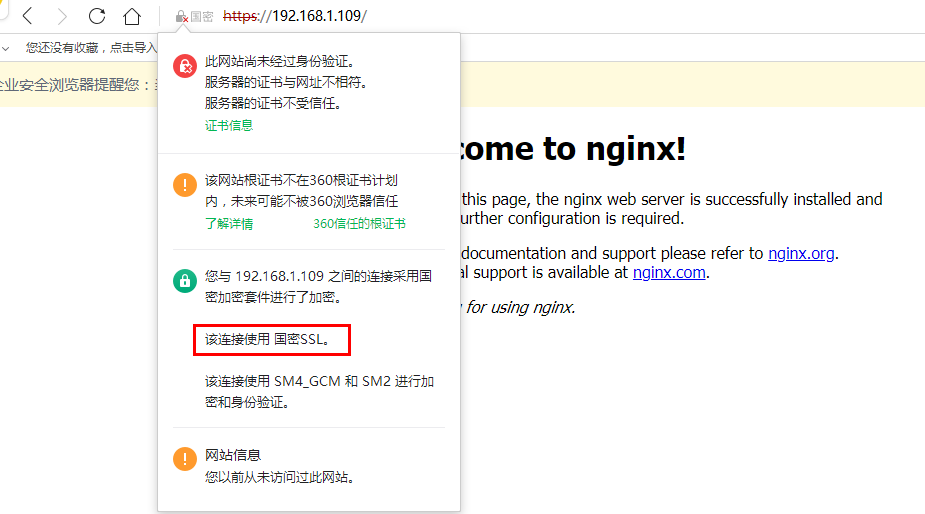 国密 https://192.168.1.109/
您还没有收藏，点击导入
企业安全浏览器提醒您：
此网站尚未经过身份验证。
服务器的证书与网址不相符。
服务器的证书不受信任。
证书信息
该网站根证书不在360根证书计划
内，未来可能不被360浏览器信任
了解详情 360信任的根证书
您与 192.168.1.109 之间的连接采用国
密加密套件进行了加密。
该连接使用 国密SSL。
该连接使用 SM4_GCM 和 SM2 进行加
密和身份验证。
网站信息
您以前从未访问过此网站。
come to nginx!
this page, the nginx web server is successfully installed and
urther configuration is required.
documentation and support please refer to nginx.org.
al support is available at nginx.com.
for using nginx.